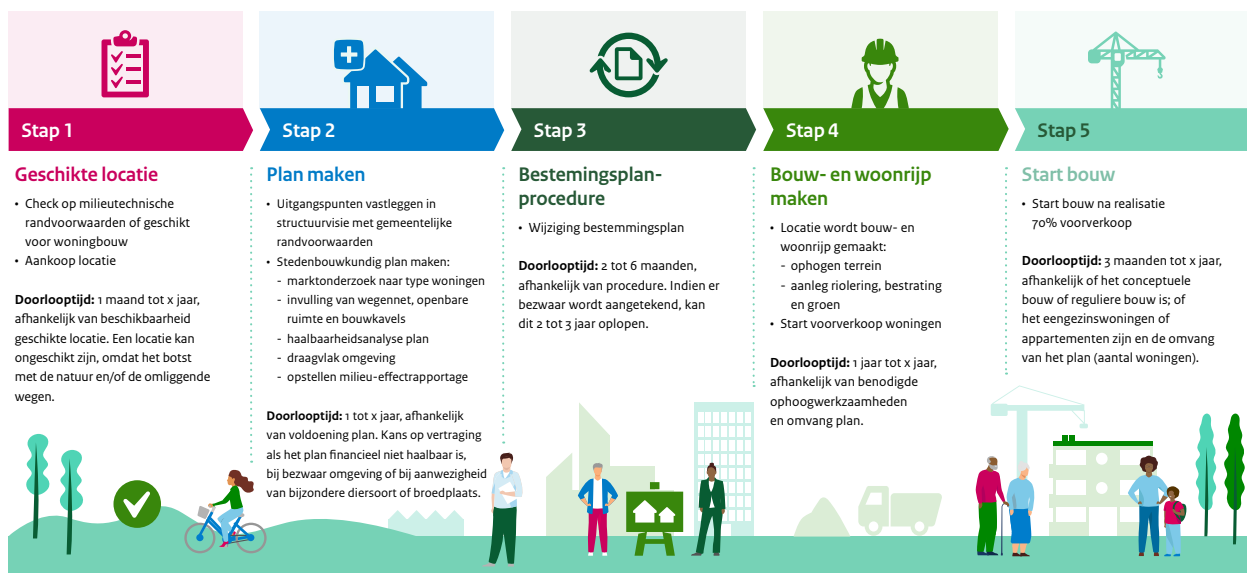 Stap 1
Geschikte locatie
• Check op milieutechnische
randvoorwaarden of geschikt
voor woningbouw
• Aankoop locatie
Doorlooptijd: 1 maand tot x jaar,
afhankelijk van beschikbaarheid
geschikte locatie. Een locatie kan
ongeschikt zijn, omdat het botst
met de natuur en/of de omliggende
wegen.
Stap 2
Plan maken
• Uitgangspunten vastleggen in
structuurvisie met gemeentelijke
randvoorwaarden
• Stedenbouwkundig plan maken:
- marktonderzoek naar type woningen
- invulling van wegennet, openbare
ruimte en bouwkavels
- haalbaarheidsanalyse plan
- draagvlak omgeving
- opstellen milieu-effectrapportage
Doorlooptijd: 1 tot x jaar, afhankelijk
van voldoening plan. Kans op vertraging
als het plan financieel niet haalbaar is,
bij bezwaar omgeving of bij aanwezigheid
van bijzondere diersoort of broedplaats.
Stap 3
Bestemingsplan-
procedure
• Wijziging bestemmingsplan
Doorlooptijd: 2 tot 6 maanden,
afhankelijk van procedure. Indien er
bezwaar wordt aangetekend, kan
dit 2 tot 3 jaar oplopen.
Stap 4
Bouw- en woonrijp
maken
• Locatie wordt bouw- en
woonrijp gemaakt:
- ophogen terrein
- aanleg riolering, bestrating
en groen
• Start voorverkoop woningen
Doorlooptijd: 1 jaar tot x jaar,
afhankelijk van benodigde
ophoogwerkzaamheden
en omvang plan.
Stap 5
Start bouw
• Start bouw na realisatie
70% voorverkoop
Doorlooptijd: 3 maanden tot x jaar,
afhankelijk of het conceptuele
bouw of reguliere bouw is; of
het eengezinswoningen of
appartementen zijn en de omvang
van het plan (aantal woningen).